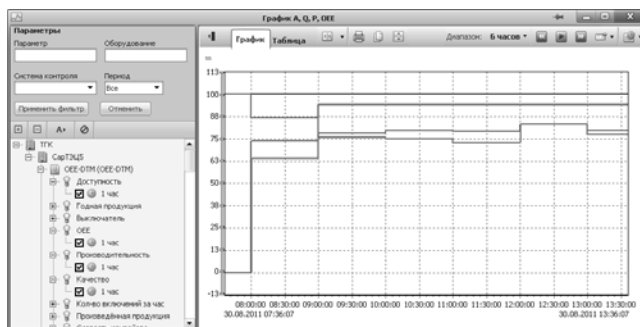 График A, Q, P, OEE
Параметры
Параметр
Оборудование
Система контроля
Период
Все
Применить фильтр
Отменить
График
Таблица
Диапазон:
6 часов
ТГК
СарТЭЦ5
OEE-DTM (OEE-DTM)
Доступность
1 час
Годная продукция
Выключатель
OEE
1 час
Производительность
1 час
Качество
1 час
Кол-во включений за час
Произведённая продукция
113
100
88
75
63
50
38
25
13
0
-13
08:00:00 08:30:00 09:00:00 09:30:00 10:00:00 10:30:00 11:00:00 11:30:00 12:00:00 12:30:00 13:00:00 13:30:00
30.08.2011 07:36:07
30.08.2011 13:36:07